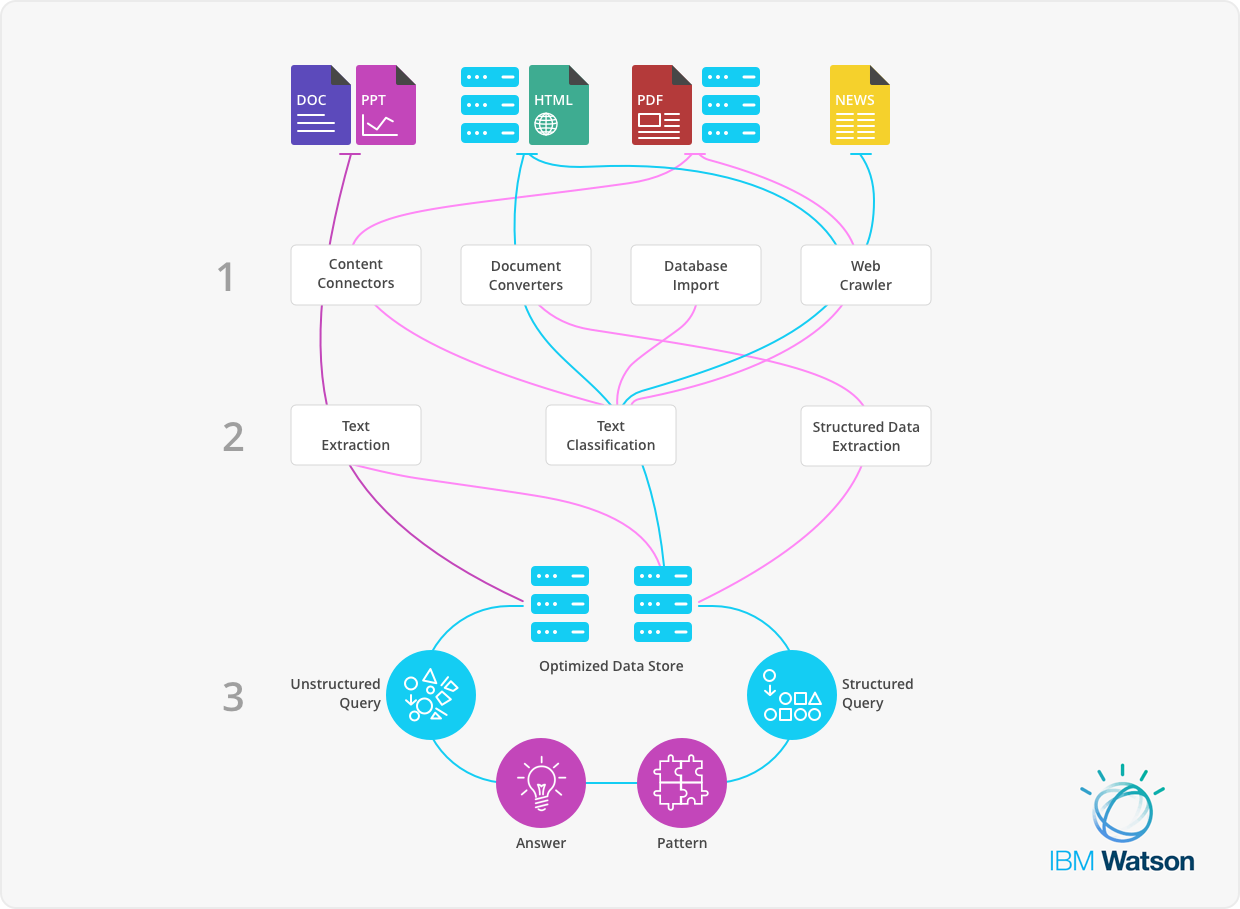 DOC
PPT
HTML
PDF
NEWS
1
Content
Connectors
Document
Converters
Database
Import
Web
Crawler
2
Text
Extraction
Text
Classification
Structured Data
Extraction
Optimized Data Store
3
Unstructured
Query
Structured
Query
Answer
Pattern
IBM Watson